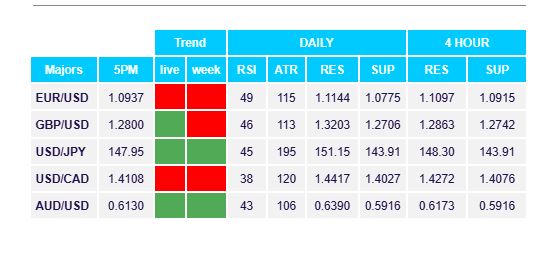 Trend DAILY 4 HOUR
Majors 5PM live week RSI ATR RES SUP RES SUP
EUR/USD 1.0937 49 115 1.1144 1.0775 1.1097 1.0915
GBP/USD 1.2800 46 113 1.3203 1.2706 1.2863 1.2742
USD/JPY 147.95 45 195 151.15 143.91 148.30 143.91
USD/CAD 1.4108 38 120 1.4417 1.4027 1.4272 1.4076
AUD/USD 0.6130 43 106 0.6390 0.5916 0.6173 0.5916